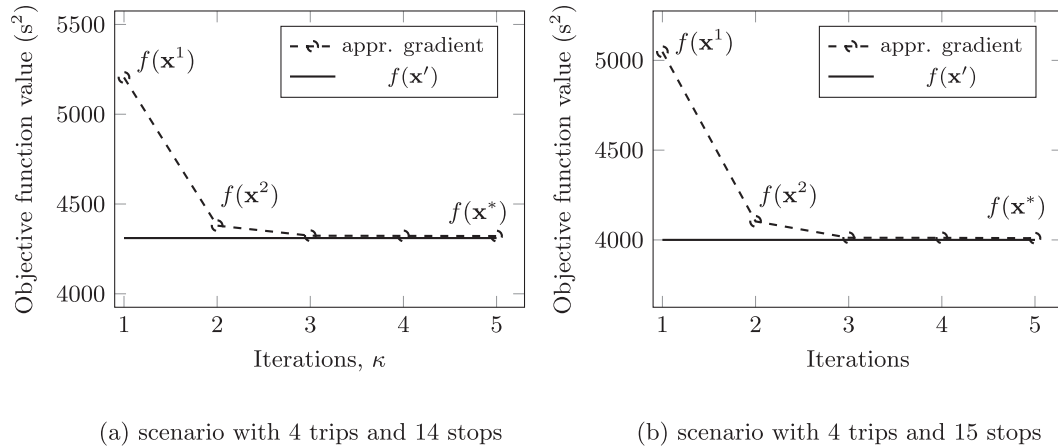 Objective function value (s²)
5500
5000
4500
4000
f(x¹)
f(x²)
f(x*)
appr. gradient
f(x′)
1 2 3 4 5
Iterations, κ
(a) scenario with 4 trips and 14 stops
Objective function value (s²)
5000
4500
4000
f(x¹)
f(x²)
f(x*)
appr. gradient
f(x′)
1 2 3 4 5
Iterations
(b) scenario with 4 trips and 15 stops